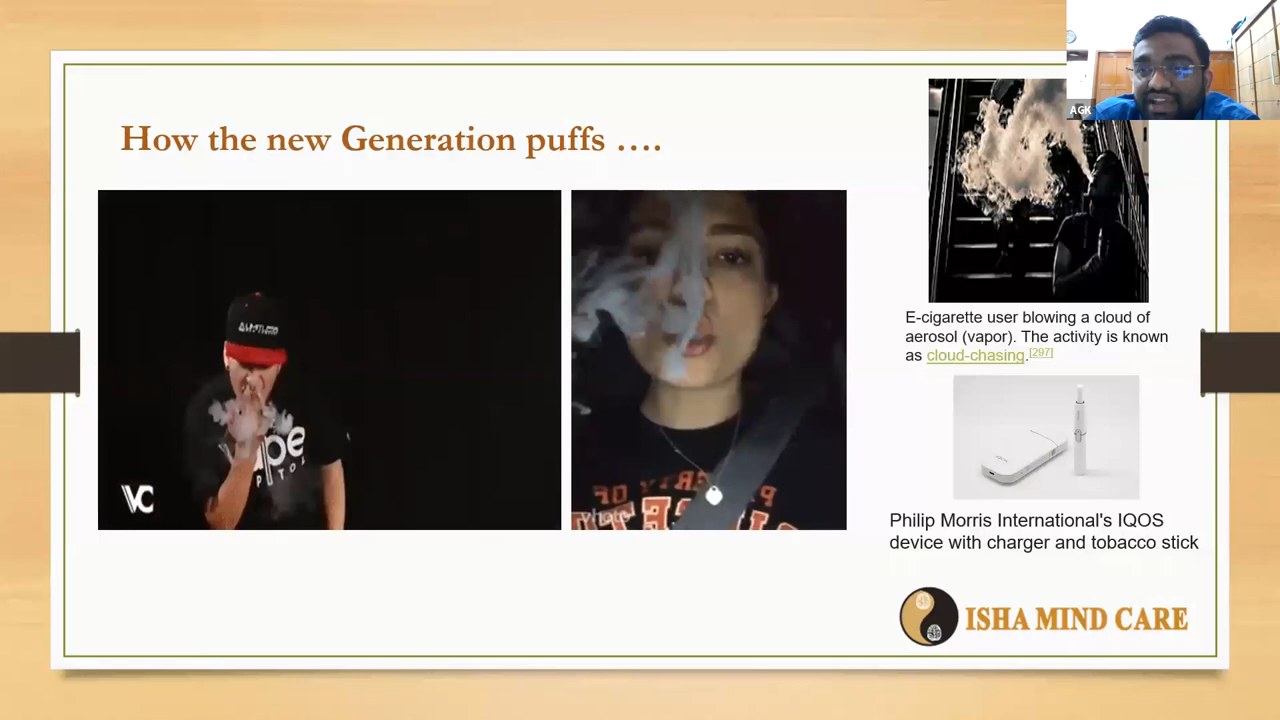 AGK
How the new Generation puffs ….
VC
E-cigarette user blowing a cloud of
aerosol (vapor). The activity is known
as cloud-chasing.[297]
Philip Morris International's IQOS
device with charger and tobacco stick
ISHA MIND CARE